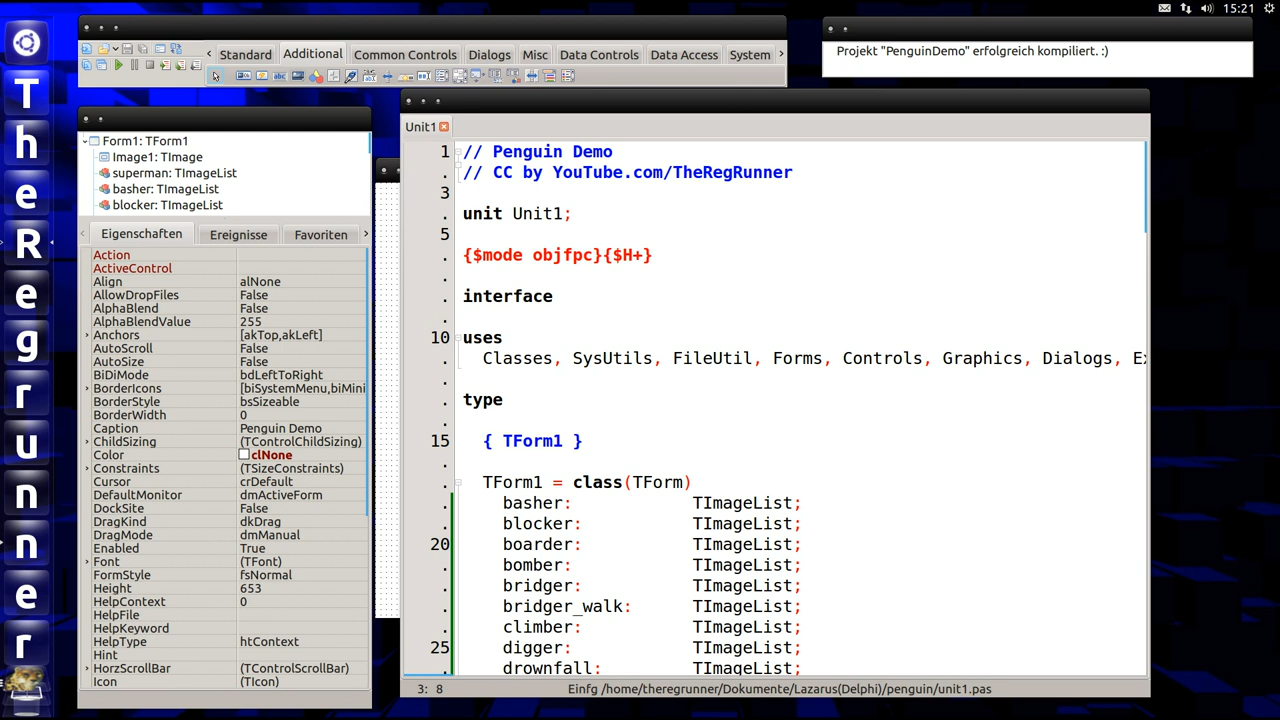 15:21
Standard
Additional
Common Controls
Dialogs
Misc
Data Controls
Data Access
System
Projekt "PenguinDemo" erfolgreich kompiliert. :)
T
h
e
R
e
g
r
u
n
n
e
r
Form1: TForm1
Image1: TImage
superman: TImageList
basher: TImageList
blocker: TImageList
Eigenschaften
Ereignisse
Favoriten
Action
ActiveControl
Align alNone
AllowDropFiles False
AlphaBlend False
AlphaBlendValue 255
Anchors [akTop,akLeft]
AutoScroll False
AutoSize False
BiDiMode bdLeftToRight
BorderIcons [biSystemMenu,biMini
BorderStyle bsSizeable
BorderWidth 0
Caption Penguin Demo
ChildSizing (TControlChildSizing)
Color clNone
Constraints (TSizeConstraints)
Cursor crDefault
DefaultMonitor dmActiveForm
DockSite False
DragKind dkDrag
DragMode dmManual
Enabled True
Font (TFont)
FormStyle fsNormal
Height 653
HelpContext 0
HelpFile
HelpKeyword
HelpType htContext
Hint
HorzScrollBar (TControlScrollBar)
Icon (TIcon)
Unit1
1 // Penguin Demo
. // CC by YouTube.com/TheRegRunner
3
. unit Unit1;
5
. {$mode objfpc}{$H+}
.
. interface
.
10 uses
. Classes, SysUtils, FileUtil, Forms, Controls, Graphics, Dialogs, Ex
.
. type
.
15 { TForm1 }
.
. TForm1 = class(TForm)
. basher: TImageList;
. blocker: TImageList;
20 boarder: TImageList;
. bomber: TImageList;
. bridger: TImageList;
. bridger_walk: TImageList;
. climber: TImageList;
25 digger: TImageList;
. drownfall: TImageList;
3: 8 Einfg /home/theregrunner/Dokumente/Lazarus(Delphi)/penguin/unit1.pas